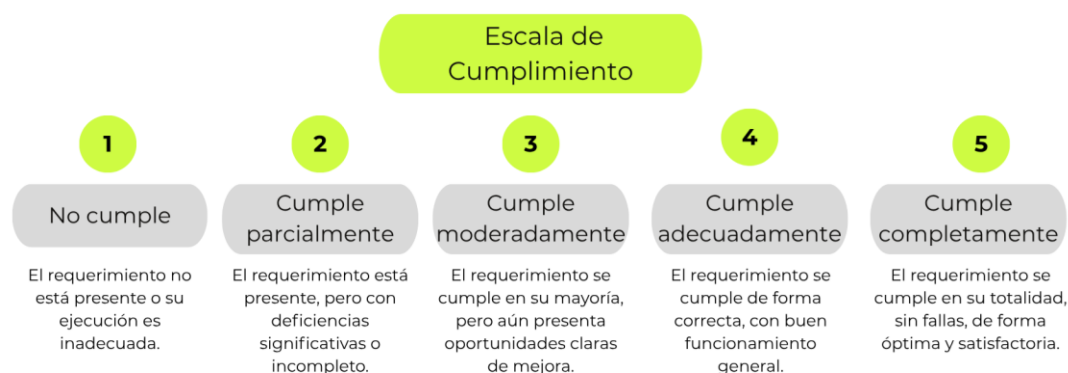 Escala de
Cumplimiento
1
No cumple
El requerimiento no
está presente o su
ejecución es
inadecuada.
2
Cumple
parcialmente
El requerimiento está
presente, pero con
deficiencias
significativas o
incompleto.
3
Cumple
moderadamente
El requerimiento se
cumple en su mayoría,
pero aún presenta
oportunidades claras
de mejora.
4
Cumple
adecuadamente
El requerimiento se
cumple de forma
correcta, con buen
funcionamiento
general.
5
Cumple
completamente
El requerimiento se
cumple en su totalidad,
sin fallas, de forma
óptima y satisfactoria.